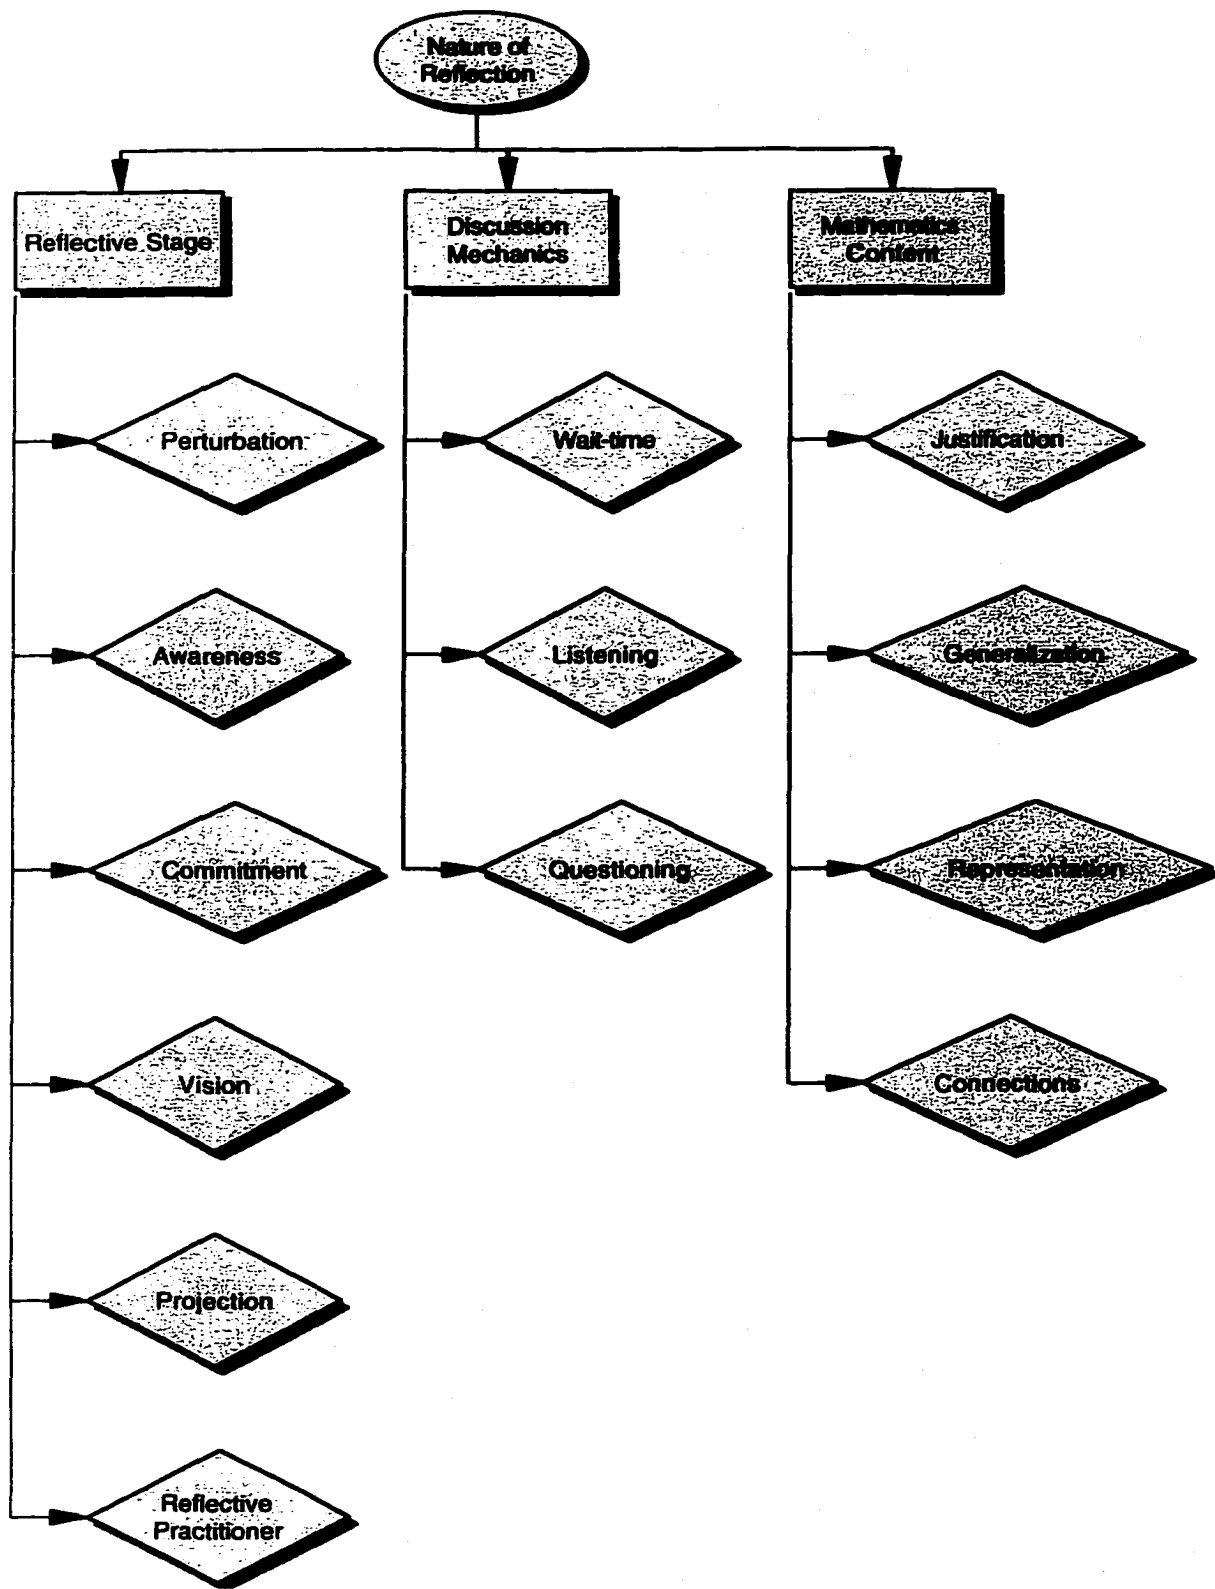 Nature of
Reflection
Reflective Stage
Discussion
Mechanics
Mathematics
Content
Perturbation
Wait-time
Justification
Awareness
Listening
Generalization
Commitment
Questioning
Representation
Vision
Connections
Projection
Reflective
Practitioner